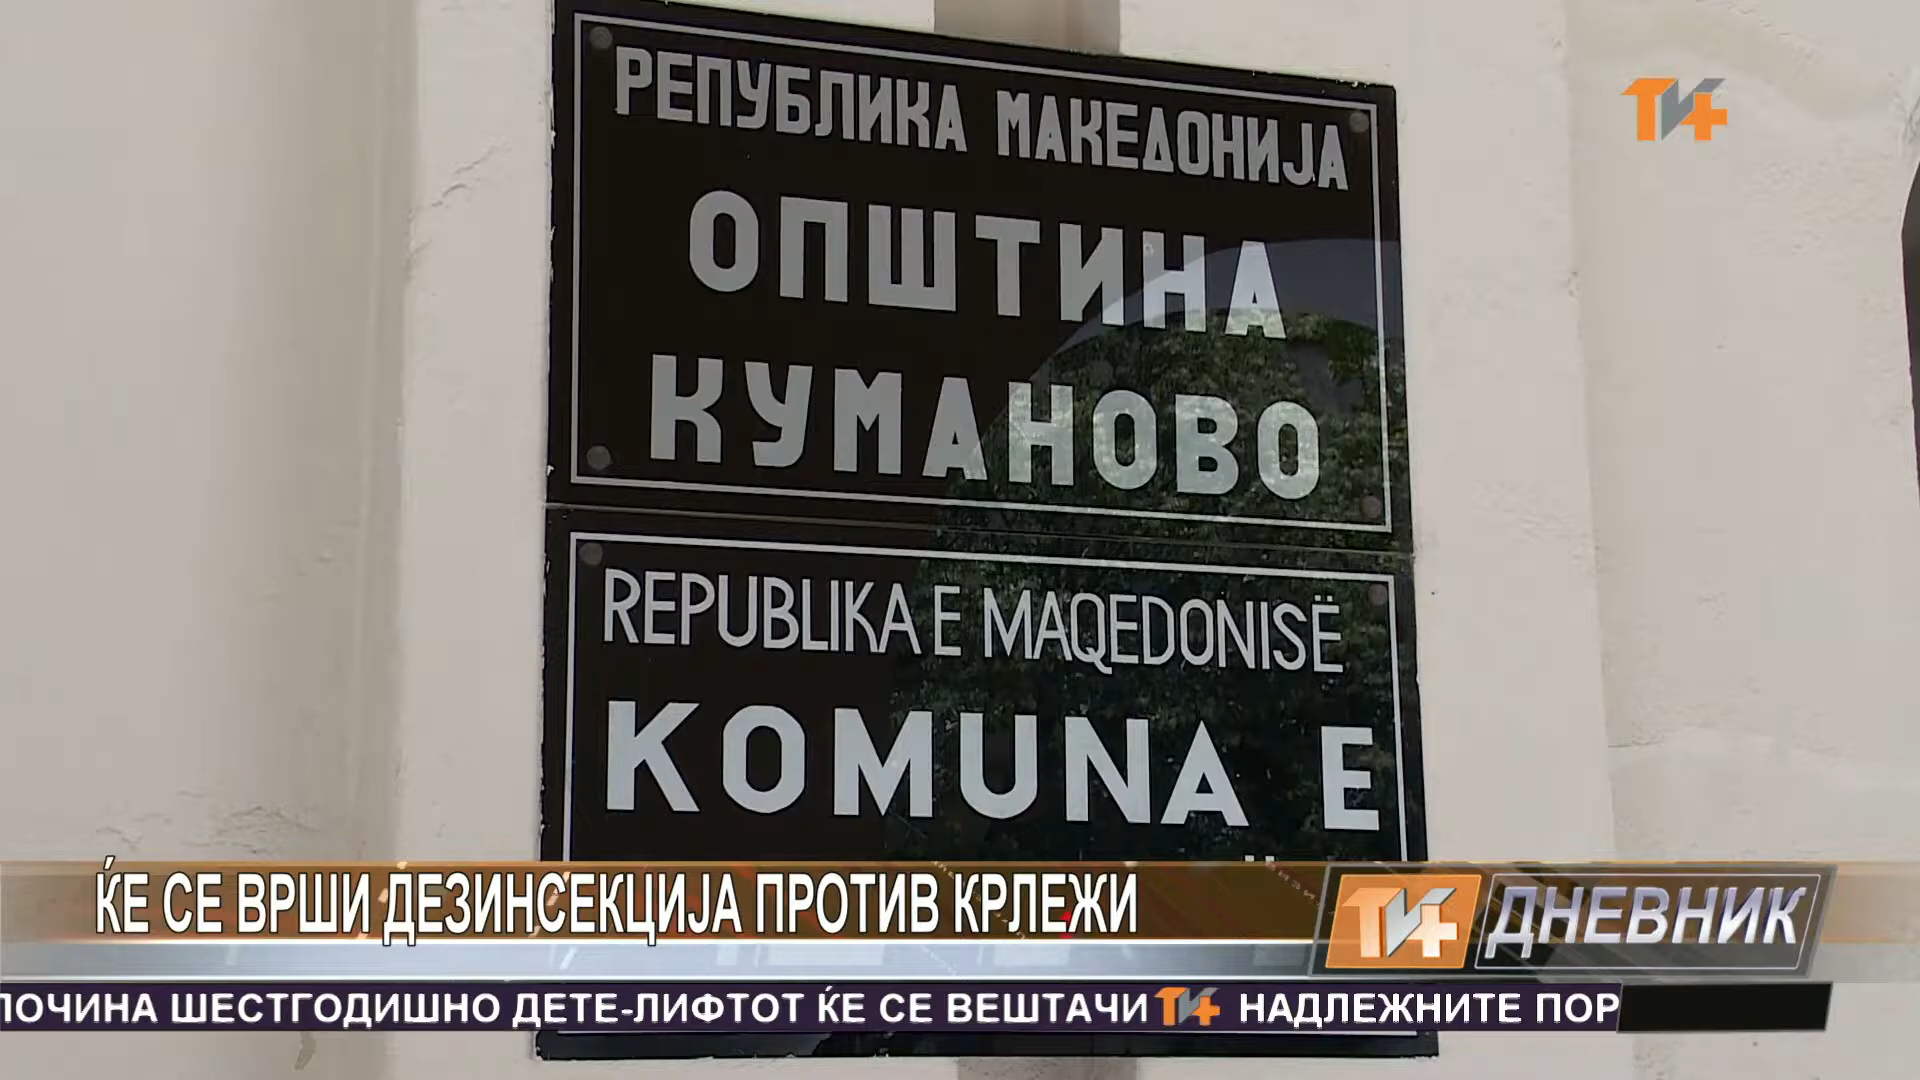 РЕПУБЛИКА МАКЕДОНИЈА
ОПШТИНА
КУМАНОВО
REPUBLIKA E MAQEDONISË
KOMUNA E
ЌЕ СЕ ВРШИ ДЕЗИНСЕКЦИЈА ПРОТИВ КРЛЕЖИ
ДНЕВНИК
ПОЧИНА ШЕСТГОДИШНО ДЕТЕ-ЛИФТОТ ЌЕ СЕ ВЕШТАЧИ НАДЛЕЖНИТЕ ПОР